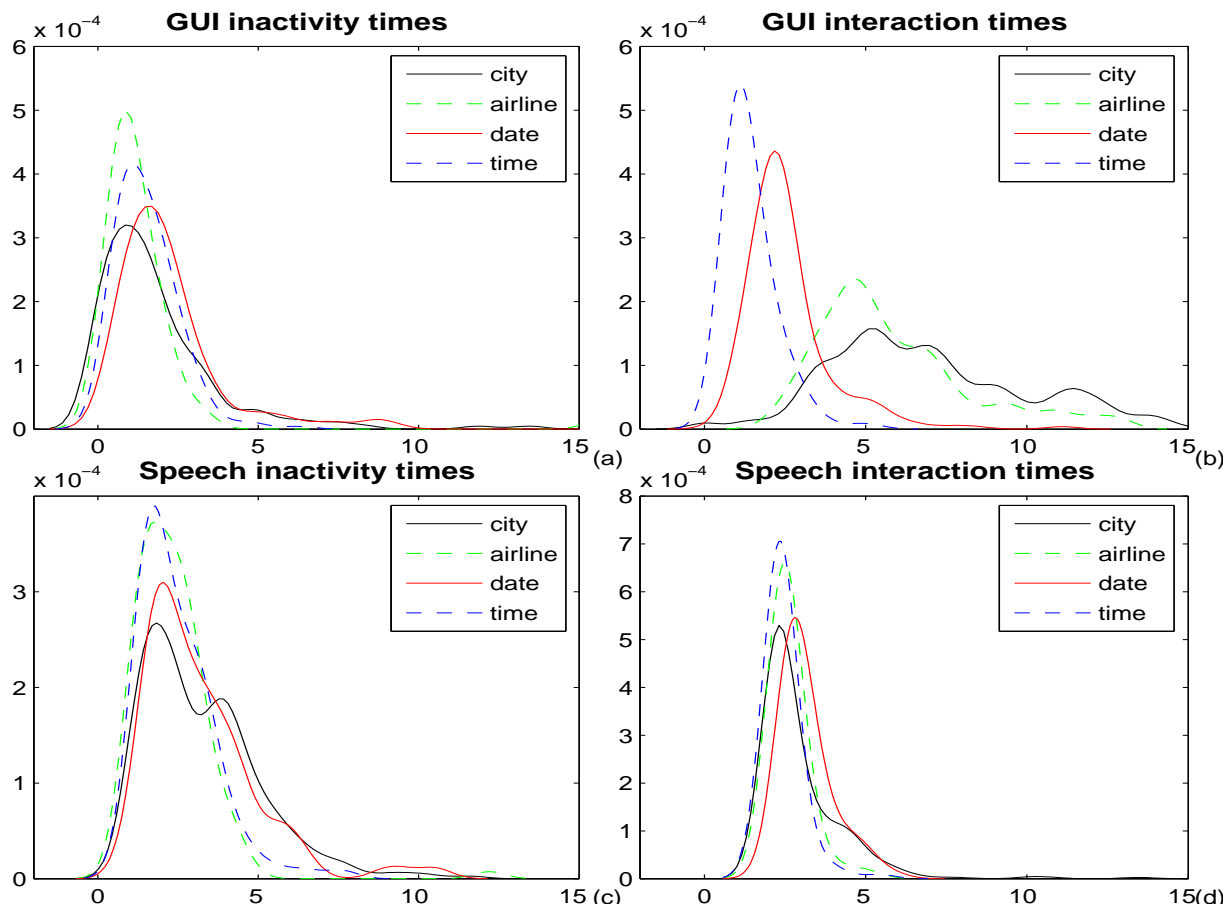 GUI inactivity times
x 10−4
6
5
4
3
2
1
0
0 5 10 15
(a)
city
airline
date
time
GUI interaction times
x 10−4
6
5
4
3
2
1
0
0 5 10 15
(b)
city
airline
date
time
Speech inactivity times
x 10−4
3
2
1
0
0 5 10 15
(c)
city
airline
date
time
Speech interaction times
x 10−4
8
7
6
5
4
3
2
1
0
0 5 10 15
(d)
city
airline
date
time